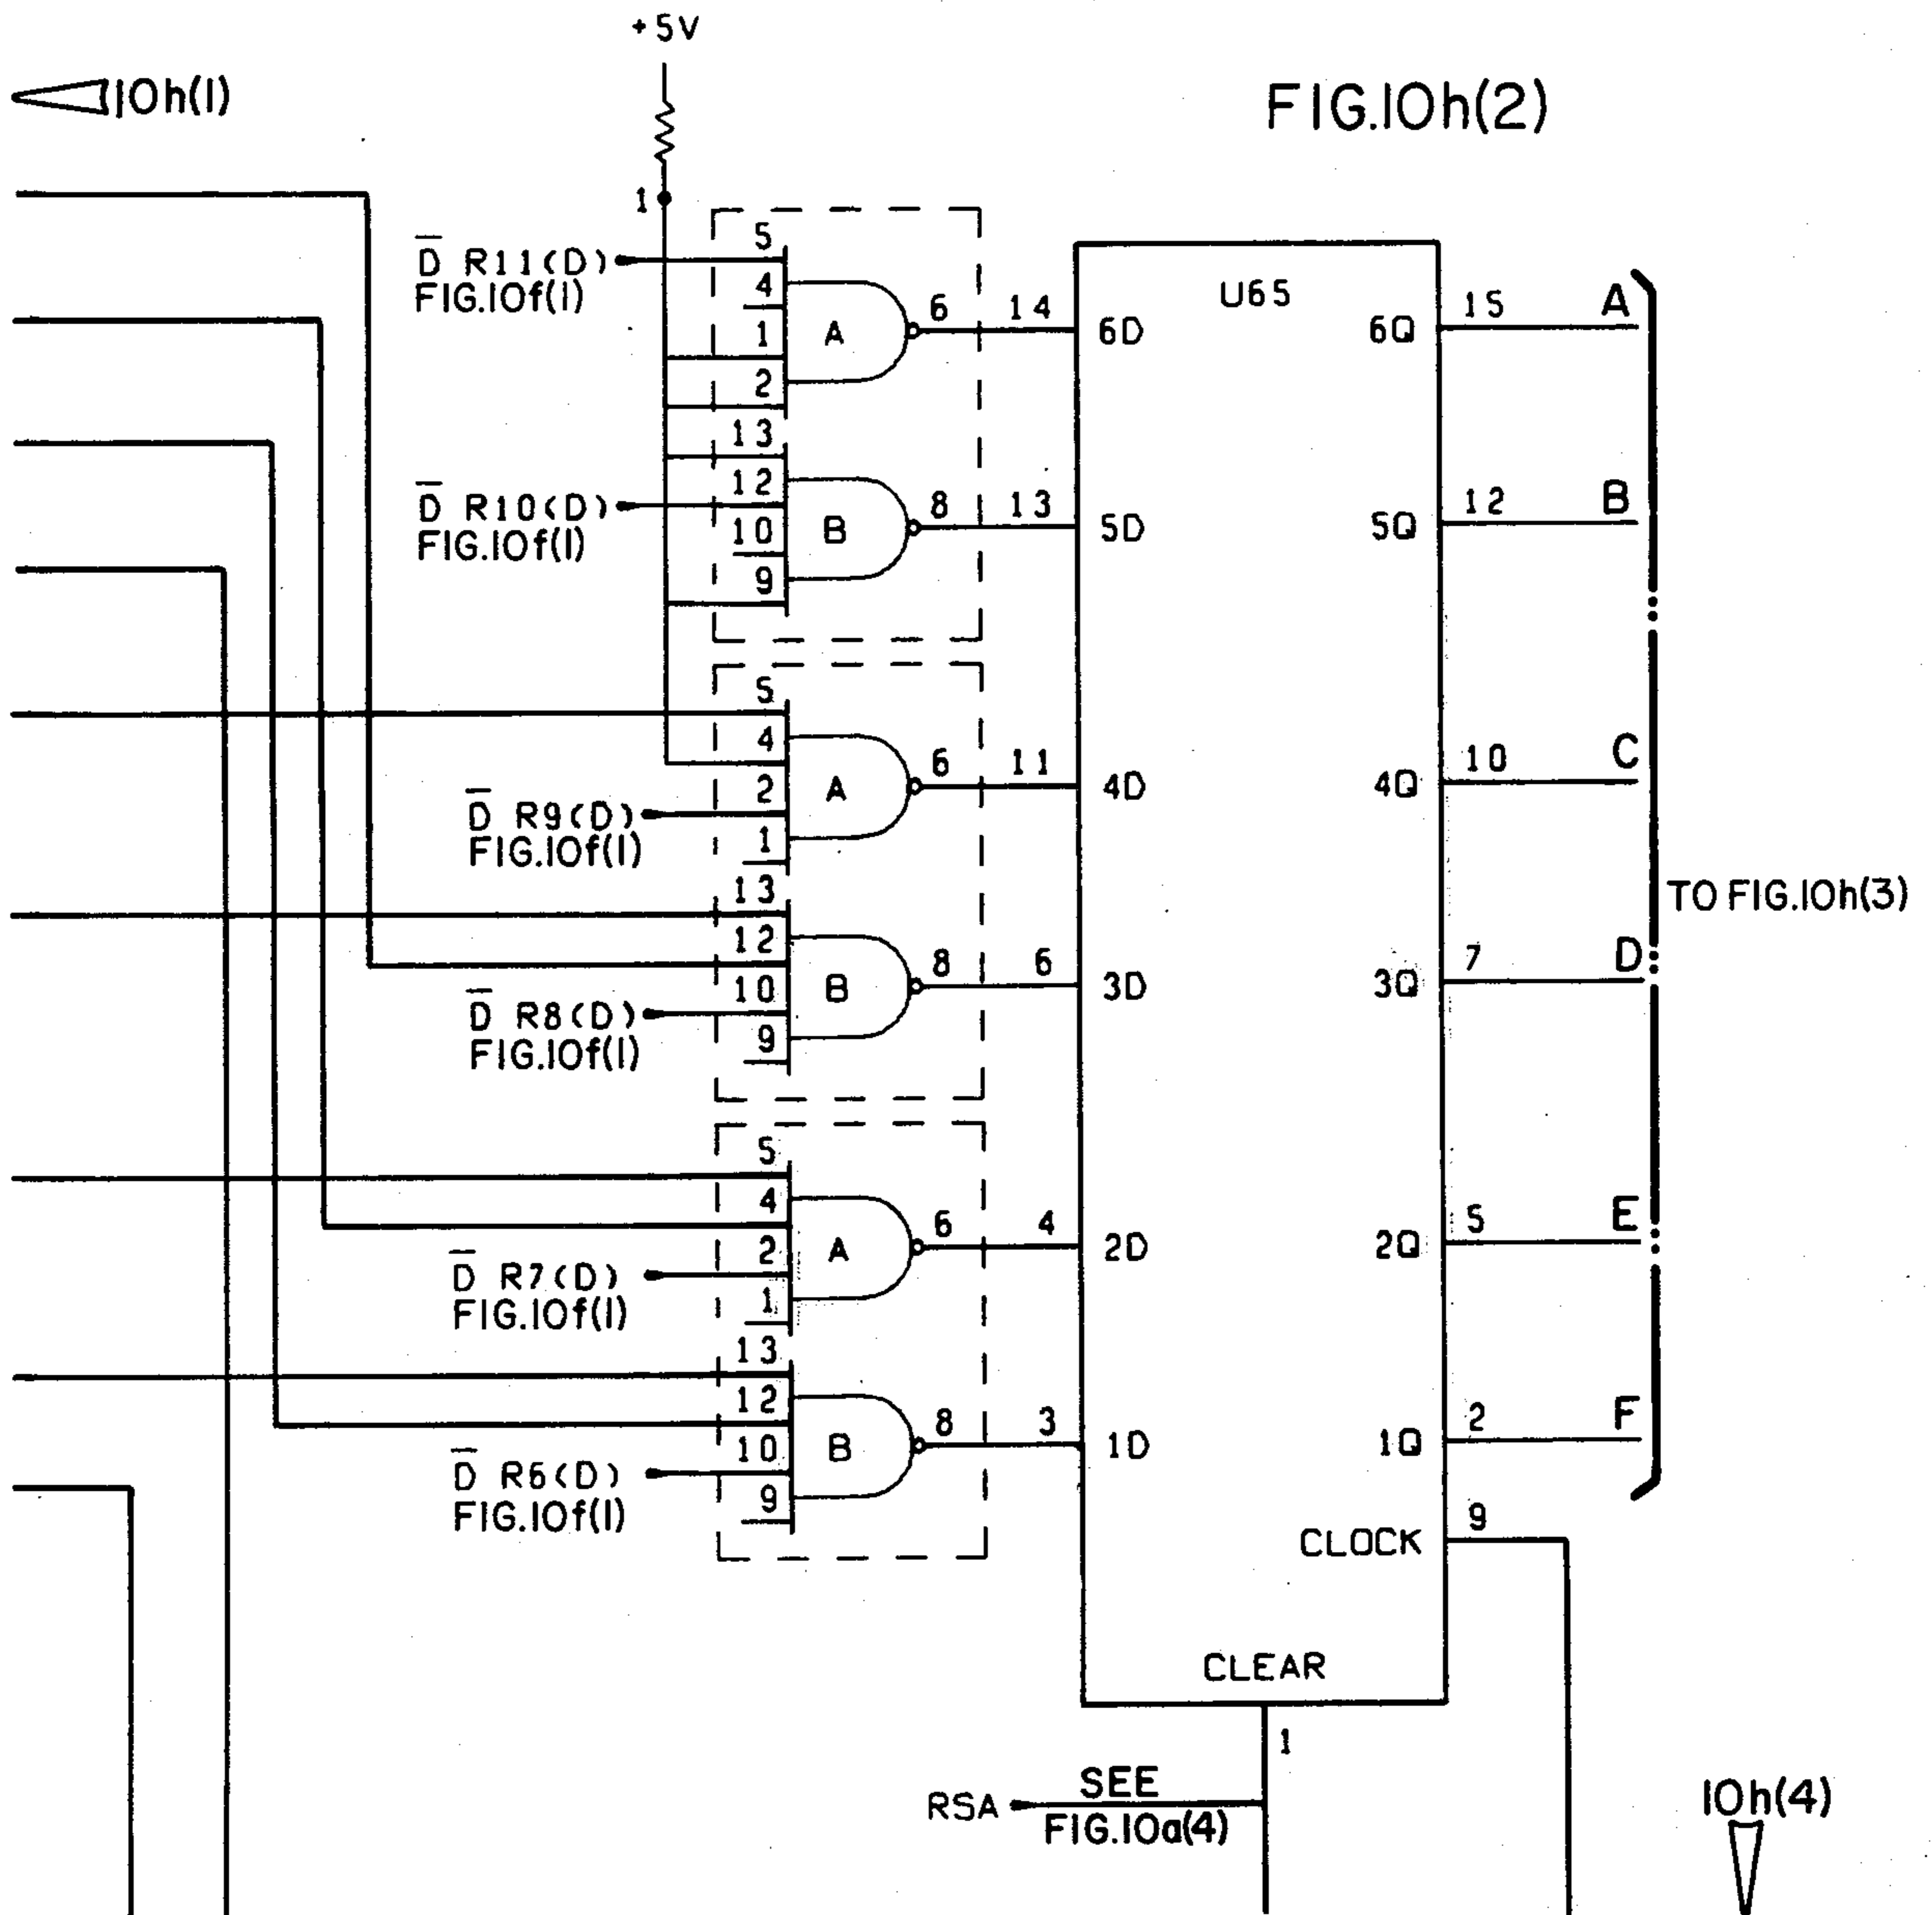 +5V
10h(1)
FIG.10h(2)
1
5
D̅ R11(D)
FIG.10f(1)
4
1
2
A
6
14
6D
U65
6Q
15
A
13
12
D̅ R10(D)
FIG.10f(1)
10
9
B
8
13
5D
5Q
12
B
5
4
2
D̅ R9(D)
FIG.10f(1)
1
A
6
11
4D
4Q
10
C
TO FIG.10h(3)
13
12
10
D̅ R8(D)
FIG.10f(1)
9
B
8
6
3D
3Q
7
D
5
4
2
D̅ R7(D)
FIG.10f(1)
1
A
6
4
2D
2Q
5
E
13
12
10
D̅ R6(D)
FIG.10f(1)
9
B
8
3
1D
1Q
2
F
CLOCK
9
CLEAR
1
RSA
SEE
FIG.10a(4)
10h(4)